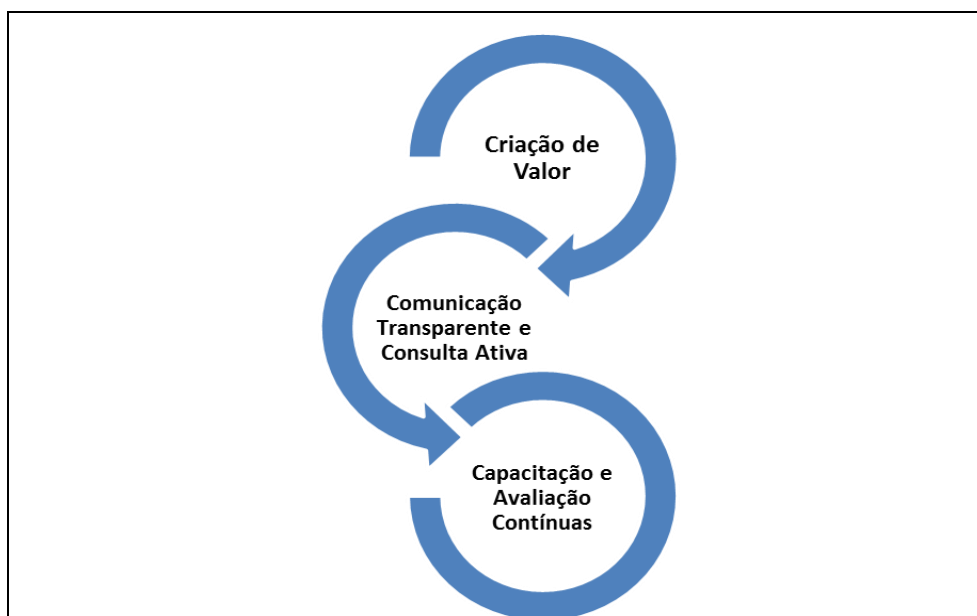 Criação de
Valor
Comunicação
Transparente e
Consulta Ativa
Capacitação e
Avaliação
Contínuas